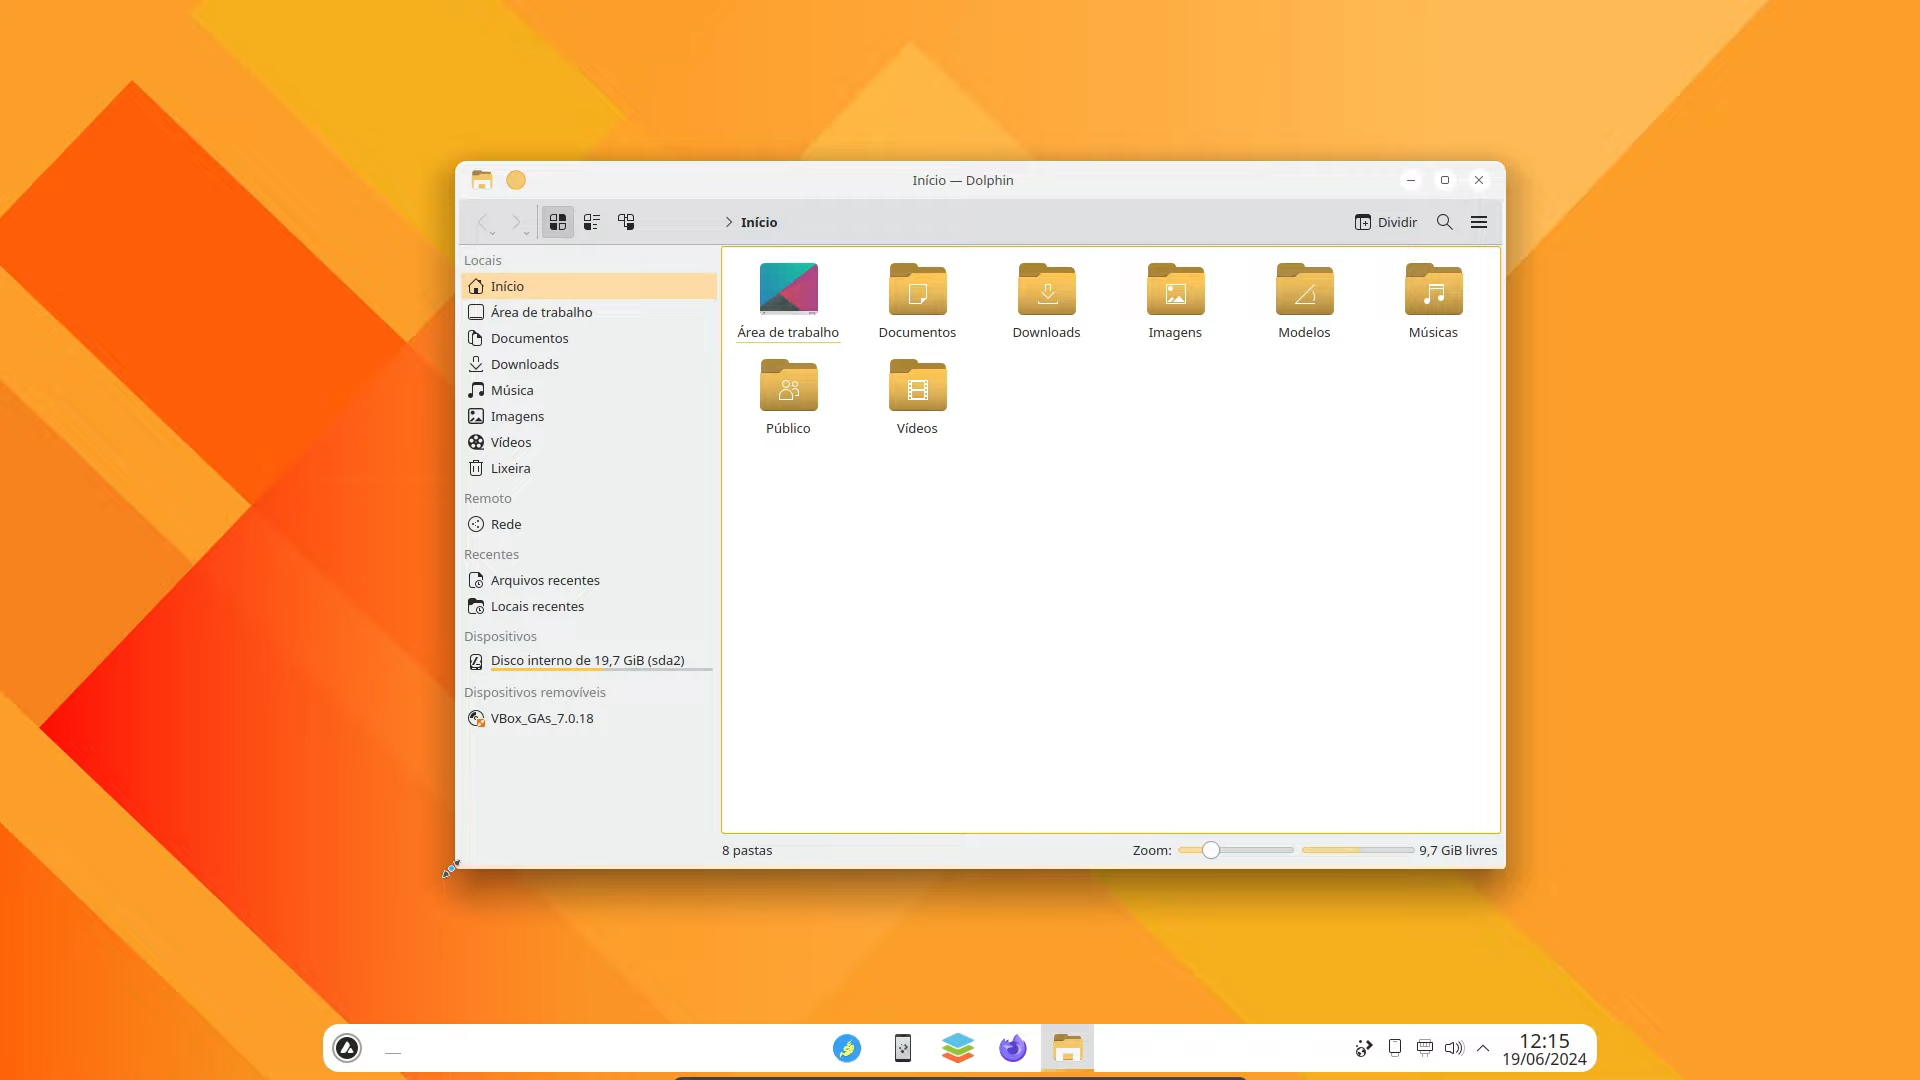 Início — Dolphin
Início
Dividir
Locais
Início
Área de trabalho
Documentos
Downloads
Música
Imagens
Vídeos
Lixeira
Remoto
Rede
Recentes
Arquivos recentes
Locais recentes
Dispositivos
Disco interno de 19,7 GiB (sda2)
Dispositivos removíveis
VBox_GAs_7.0.18
Área de trabalho
Documentos
Downloads
Imagens
Modelos
Músicas
Público
Vídeos
8 pastas
Zoom:
9,7 GiB livres
12:15
19/06/2024